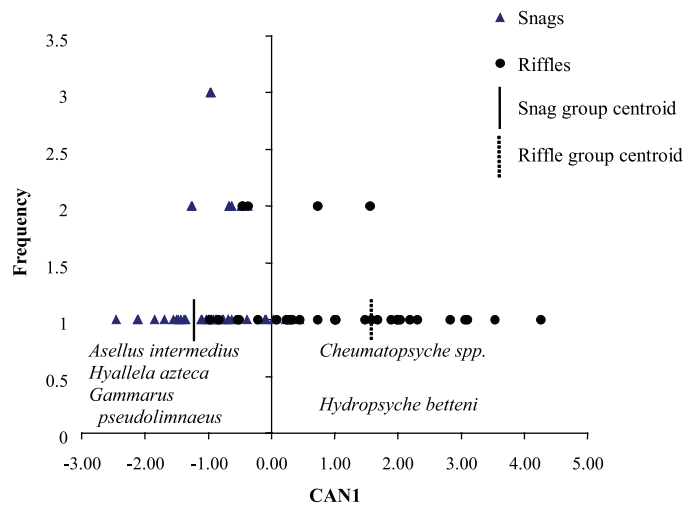 Snags
Riffles
Snag group centroid
Riffle group centroid
3.5
3
2.5
2
1.5
1
0.5
0
Frequency
Asellus intermedius
Hyallela azteca
Gammarus
pseudolimnaeus
Cheumatopsyche spp.
Hydropsyche betteni
-3.00 -2.00 -1.00 0.00 1.00 2.00 3.00 4.00 5.00
CAN1